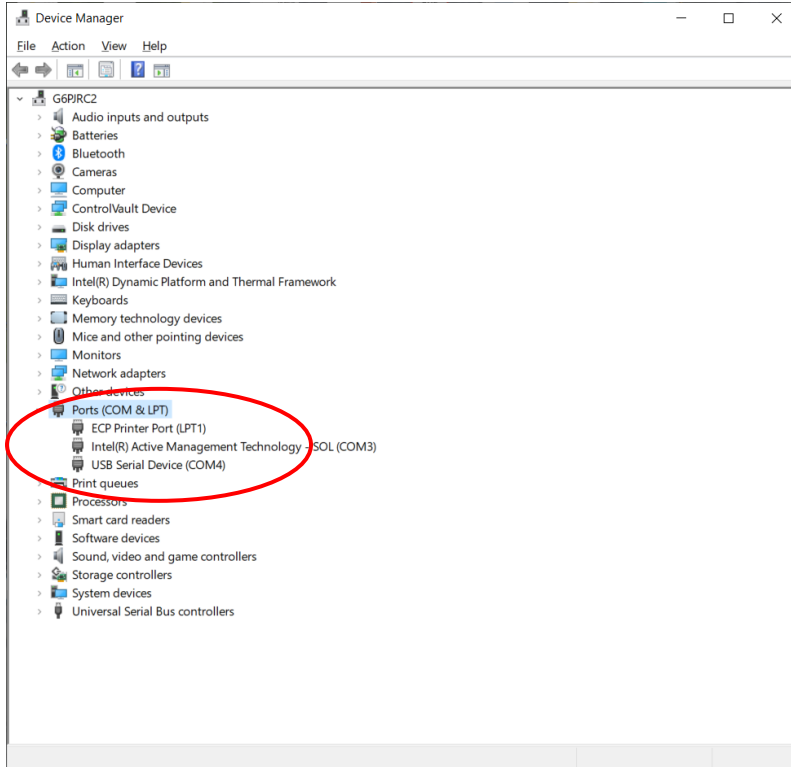 Device Manager
File Action View Help
G6PJRC2
Audio inputs and outputs
Batteries
Bluetooth
Cameras
Computer
ControlVault Device
Disk drives
Display adapters
Human Interface Devices
Intel(R) Dynamic Platform and Thermal Framework
Keyboards
Memory technology devices
Mice and other pointing devices
Monitors
Network adapters
Other devices
Ports (COM & LPT)
ECP Printer Port (LPT1)
Intel(R) Active Management Technology - SOL (COM3)
USB Serial Device (COM4)
Print queues
Processors
Smart card readers
Software devices
Sound, video and game controllers
Storage controllers
System devices
Universal Serial Bus controllers